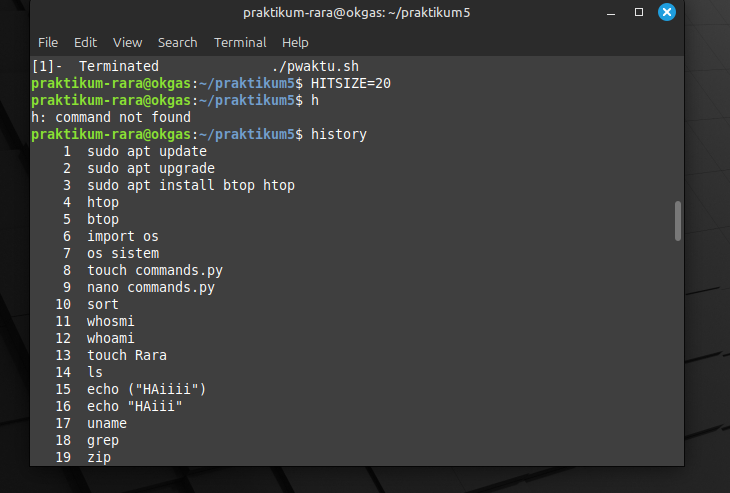 praktikum-rara@okgas: ~/praktikum5
File Edit View Search Terminal Help
[1]-  Terminated              ./pwaktu.sh
praktikum-rara@okgas:~/praktikum5$ HITSIZE=20
praktikum-rara@okgas:~/praktikum5$ h
h: command not found
praktikum-rara@okgas:~/praktikum5$ history
    1  sudo apt update
    2  sudo apt upgrade
    3  sudo apt install btop htop
    4  htop
    5  btop
    6  import os
    7  os sistem
    8  touch commands.py
    9  nano commands.py
   10  sort
   11  whosmi
   12  whoami
   13  touch Rara
   14  ls
   15  echo ("HAiiii")
   16  echo "HAiii"
   17  uname
   18  grep
   19  zip